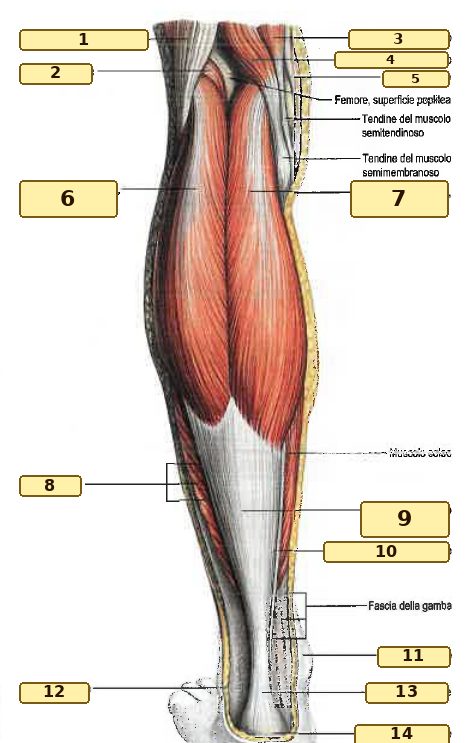 1
3
4
2
5
Femore, superficie poplitea
Tendine del muscolo
semitendinoso
Tendine del muscolo
semimembranoso
6
7
Muscolo soleo
8
9
10
Fascia della gamba
11
12
13
14